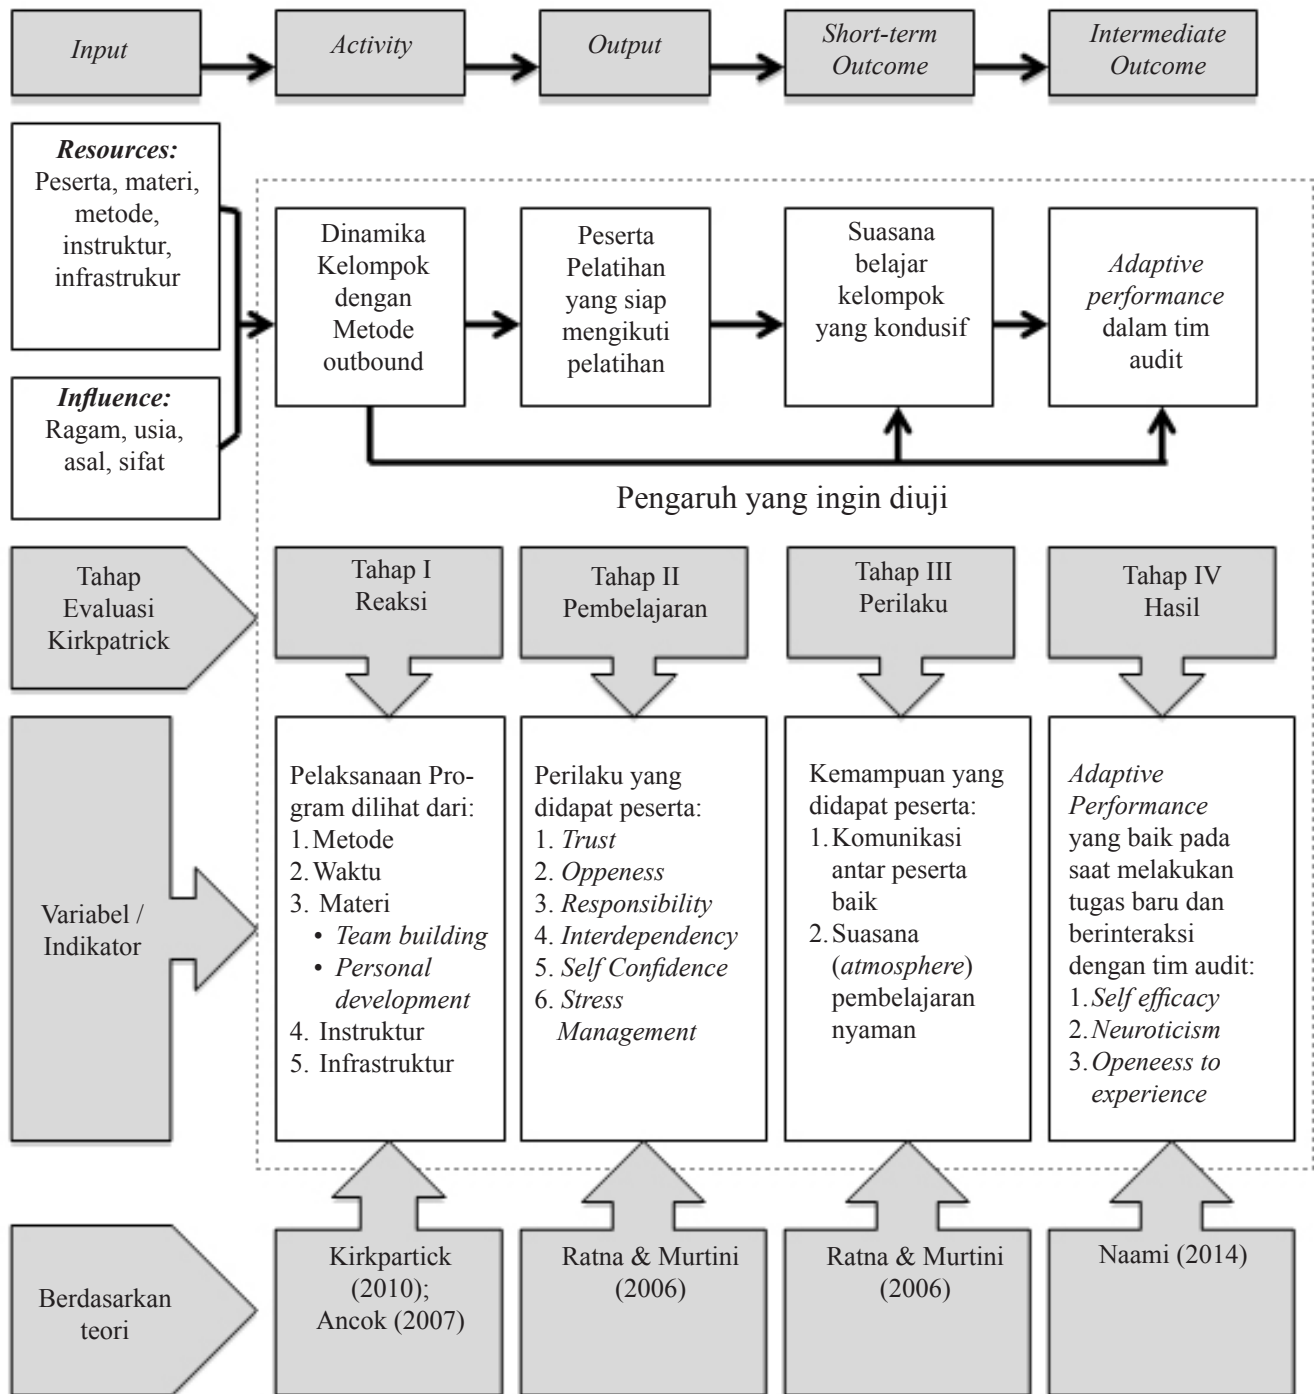 Input
Activity
Output
Short-term
Outcome
Intermediate
Outcome
Resources:
Peserta, materi,
metode,
instruktur,
infrastrukur
Influence:
Ragam, usia,
asal, sifat
Dinamika
Kelompok
dengan
Metode
outbound
Peserta
Pelatihan
yang siap
mengikuti
pelatihan
Suasana
belajar
kelompok
yang kondusif
Adaptive
performance
dalam tim
audit
Pengaruh yang ingin diuji
Tahap
Evaluasi
Kirkpatrick
Tahap I
Reaksi
Tahap II
Pembelajaran
Tahap III
Perilaku
Tahap IV
Hasil
Variabel /
Indikator
Pelaksanaan Pro-
gram dilihat dari:
1. Metode
2. Waktu
3. Materi
• Team building
• Personal
development
4. Instruktur
5. Infrastruktur
Perilaku yang
didapat peserta:
1. Trust
2. Oppeness
3. Responsibility
4. Interdependency
5. Self Confidence
6. Stress
Management
Kemampuan yang
didapat peserta:
1. Komunikasi
antar peserta
baik
2. Suasana
(atmosphere)
pembelajaran
nyaman
Adaptive
Performance
yang baik pada
saat melakukan
tugas baru dan
berinteraksi
dengan tim audit:
1. Self efficacy
2. Neuroticism
3. Openeess to
experience
Berdasarkan
teori
Kirkpartick
(2010);
Ancok (2007)
Ratna & Murtini
(2006)
Ratna & Murtini
(2006)
Naami (2014)